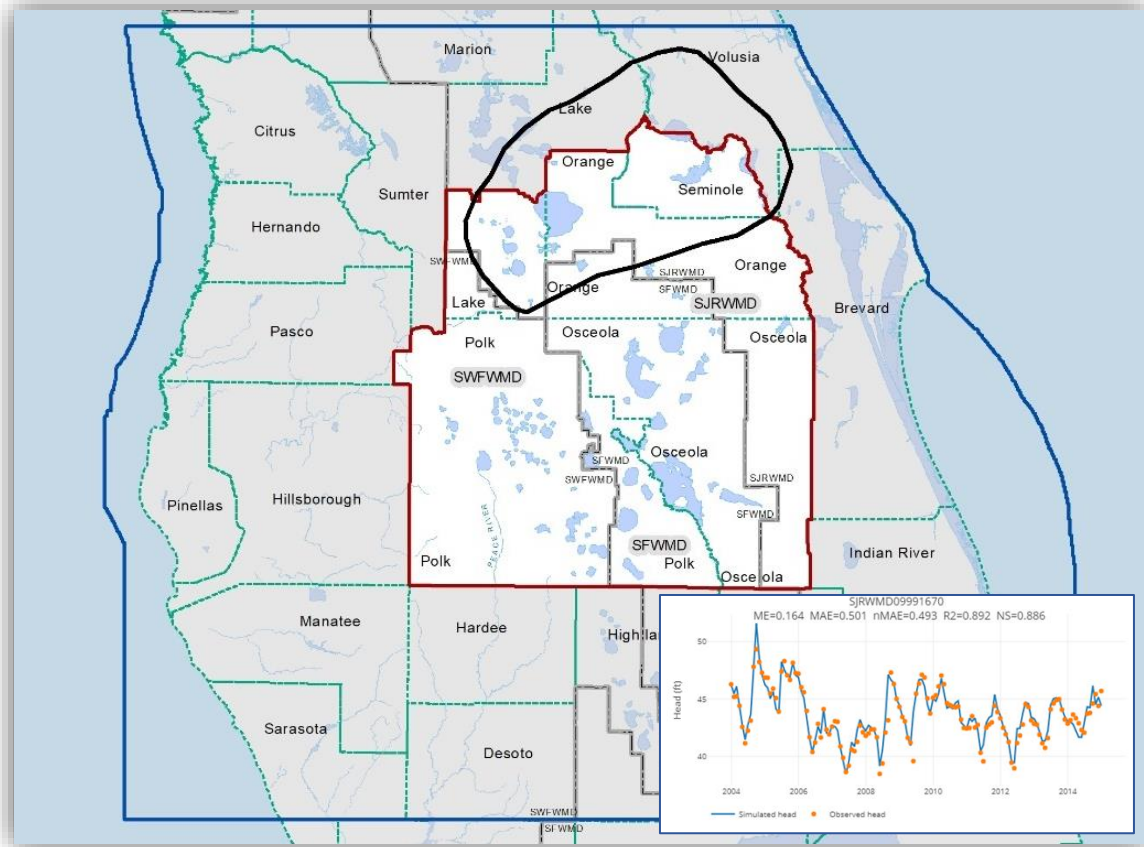 Marion
Volusia
Lake
Citrus
Orange
Sumter
Seminole
Hernando
SWFWMD
Orange
SJRWMD
SFWMD
Orange
Lake
SJRWMD
Brevard
Pasco
Osceola
Osceola
Polk
SWFWMD
Osceola
SFWMD
SWFWMD
SJRWMD
Pinellas
Hillsborough
SFWMD
PEACE RIVER
SFWMD
Indian River
Polk
Polk
Osceola
Manatee
Hardee
Sarasota
Desoto
SWFWMD
SFWMD
SJRWMD09991670
ME=0.164 MAE=0.501 nMAE=0.493 R2=0.892 NS=0.886
Head (ft)
50
45
40
2004 2006 2008 2010 2012 2014
Simulated head Observed head